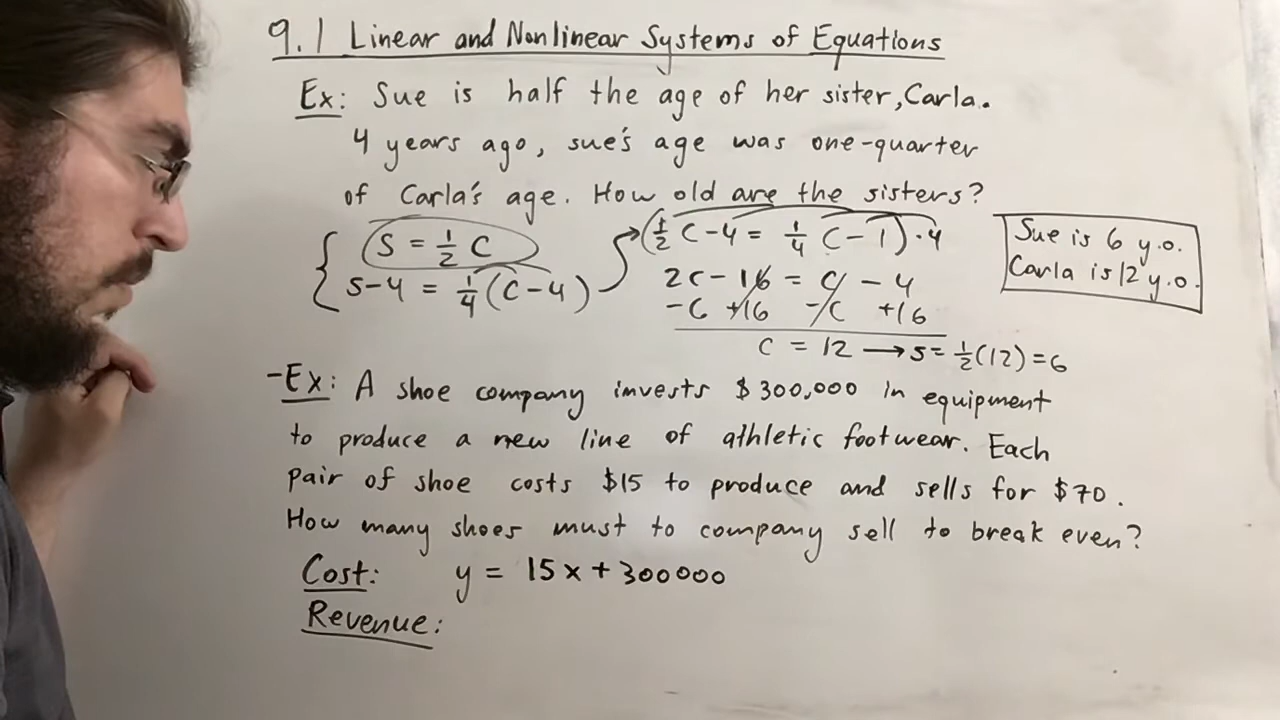 9.1 Linear and Nonlinear Systems of Equations
Ex: Sue is half the age of her sister, Carla.
4 years ago, sue's age was one-quarter
of Carla's age. How old are the sisters?
S = 1/2 C
S-4 = 1/4 (C-4)
(1/2 C-4 = 1/4 C-1)·4
2C-16 = C - 4
-C +16 -C +16
C = 12 → S = 1/2(12) = 6
Sue is 6 y.o.
Carla is 12 y.o.
-Ex: A shoe company invests $300,000 in equipment
to produce a new line of athletic footwear. Each
pair of shoe costs $15 to produce and sells for $70.
How many shoes must to company sell to break even?
Cost: y = 15x + 300000
Revenue: